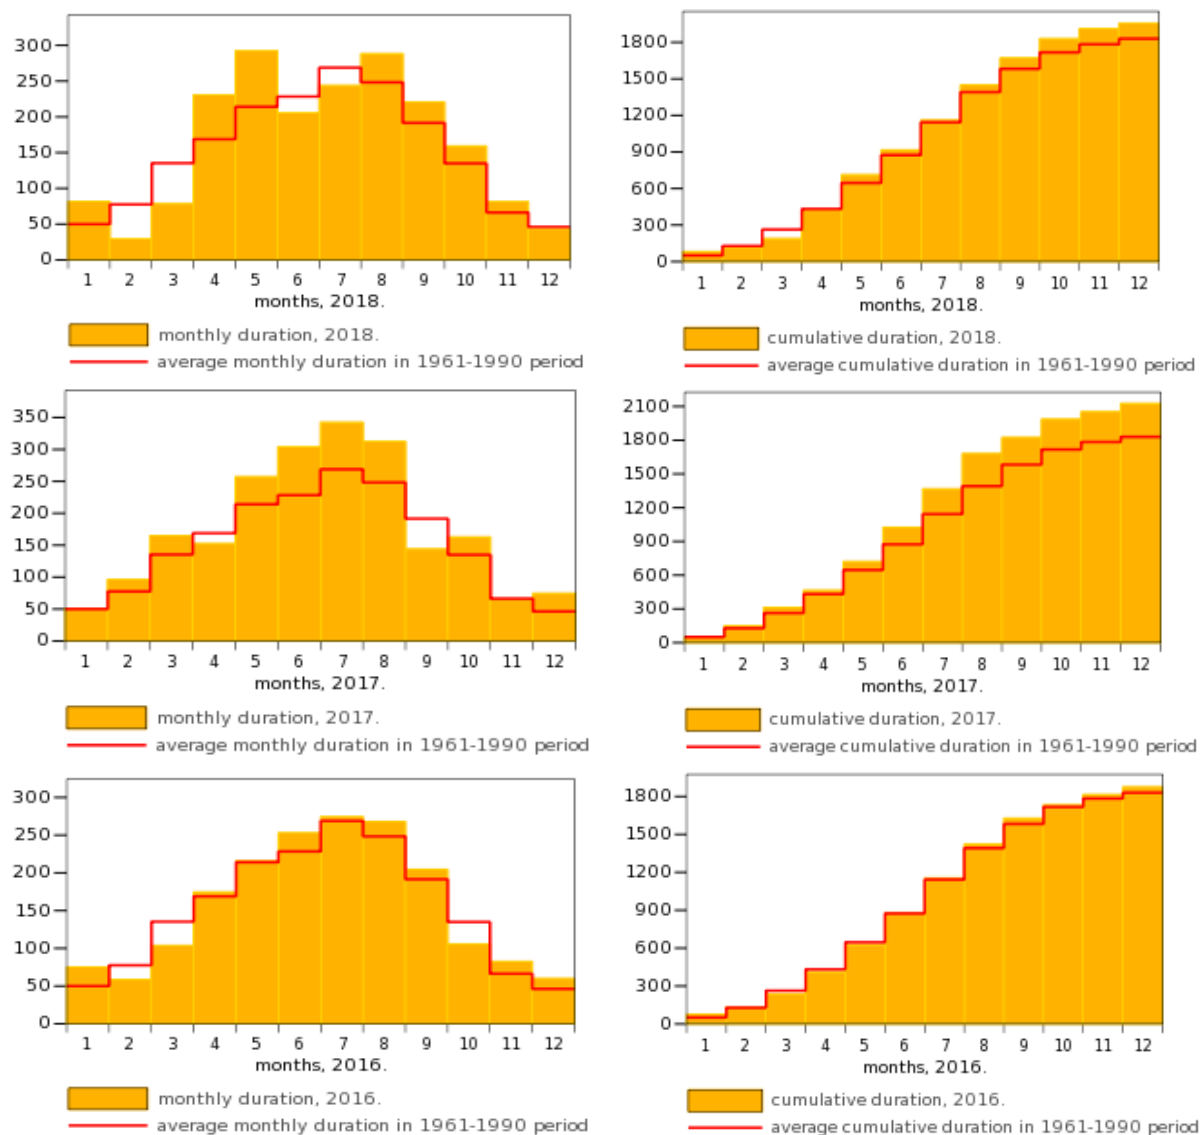 300
250
200
150
100
50
0
1 2 3 4 5 6 7 8 9 10 11 12
months, 2018.
monthly duration, 2018.
average monthly duration in 1961-1990 period
1800
1500
1200
900
600
300
0
1 2 3 4 5 6 7 8 9 10 11 12
months, 2018.
cumulative duration, 2018.
average cumulative duration in 1961-1990 period
350
300
250
200
150
100
50
0
1 2 3 4 5 6 7 8 9 10 11 12
months, 2017.
monthly duration, 2017.
average monthly duration in 1961-1990 period
2100
1800
1500
1200
900
600
300
0
1 2 3 4 5 6 7 8 9 10 11 12
months, 2017.
cumulative duration, 2017.
average cumulative duration in 1961-1990 period
300
250
200
150
100
50
0
1 2 3 4 5 6 7 8 9 10 11 12
months, 2016.
monthly duration, 2016.
average monthly duration in 1961-1990 period
1800
1500
1200
900
600
300
0
1 2 3 4 5 6 7 8 9 10 11 12
months, 2016.
cumulative duration, 2016.
average cumulative duration in 1961-1990 period